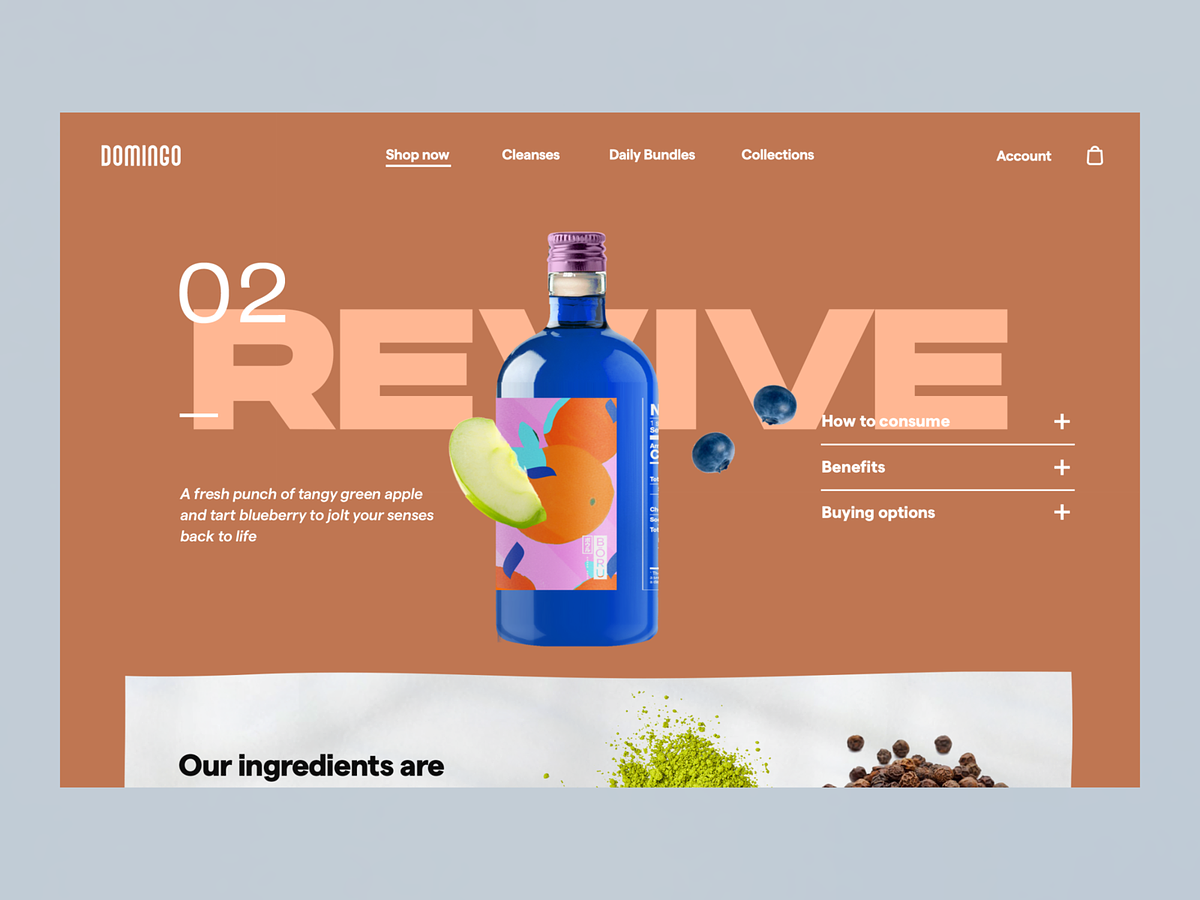 DOMINGO
Shop now
Cleanses
Daily Bundles
Collections
Account
02
REVIVE
How to consume
Benefits
Buying options
A fresh punch of tangy green apple
and tart blueberry to jolt your senses
back to life
BORU
Our ingredients are